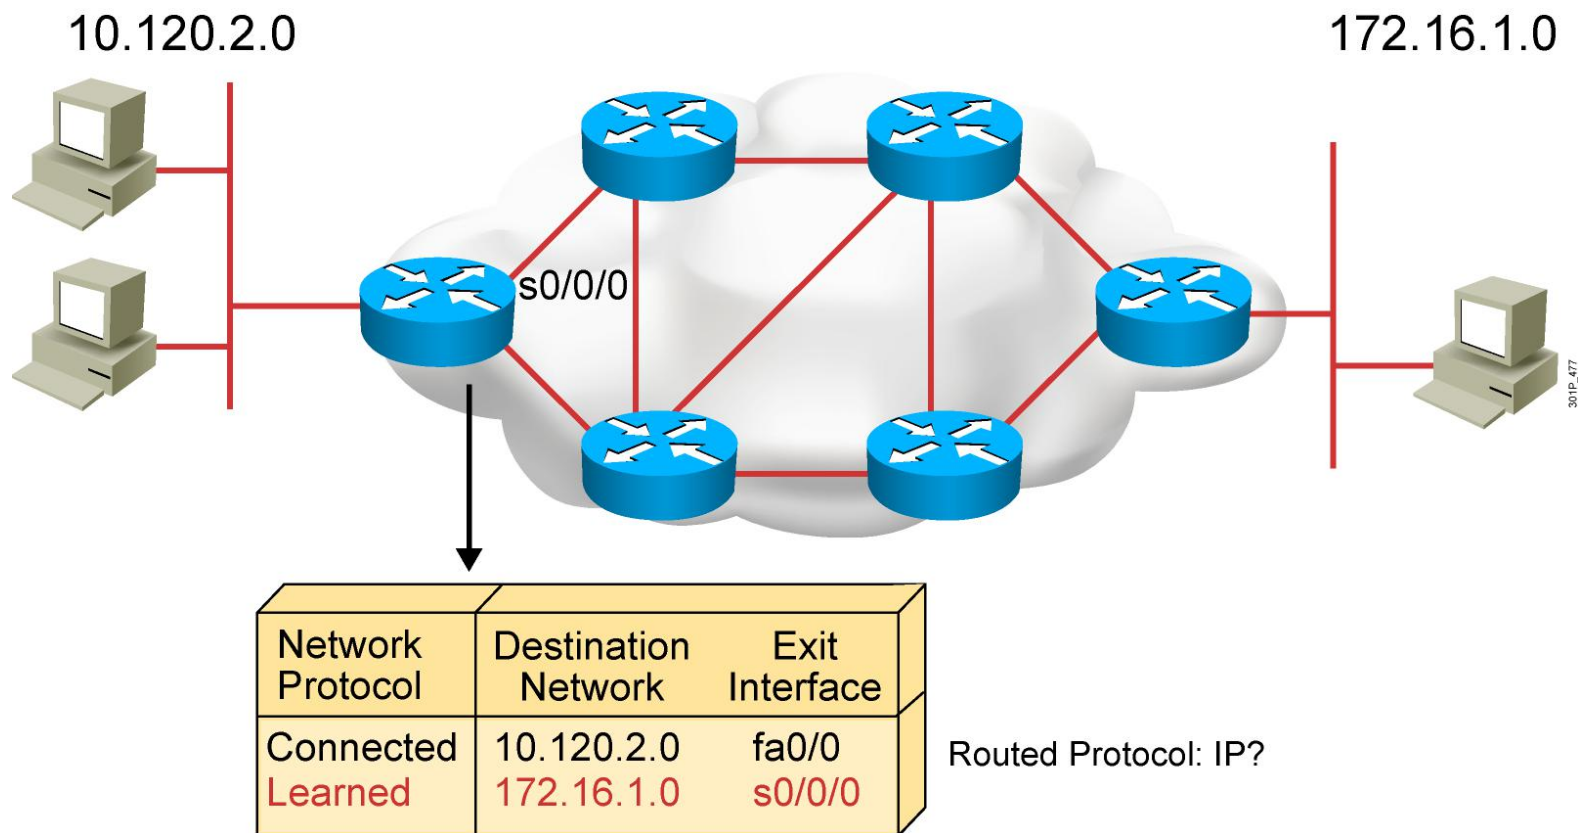 10.120.2.0
172.16.1.0
s0/0/0
301P_477
Network Protocol
Destination Network
Exit Interface
Connected 10.120.2.0 fa0/0
Learned 172.16.1.0 s0/0/0
Routed Protocol: IP?